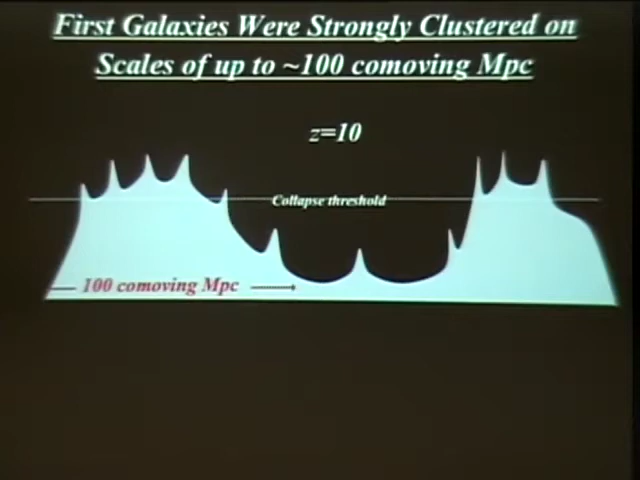 First Galaxies Were Strongly Clustered on
Scales of up to ~100 comoving Mpc
z=10
Collapse threshold
100 comoving Mpc